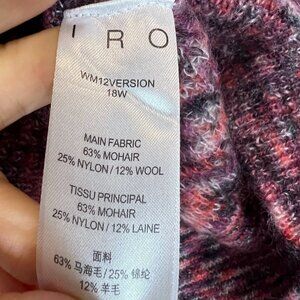 IRO
WM12VERSION
18W
MAIN FABRIC
63% MOHAIR
25% NYLON / 12% WOOL
TISSU PRINCIPAL
63% MOHAIR
25% NYLON / 12% LAINE
面料
63% 马海毛 / 25% 锦纶
12% 羊毛